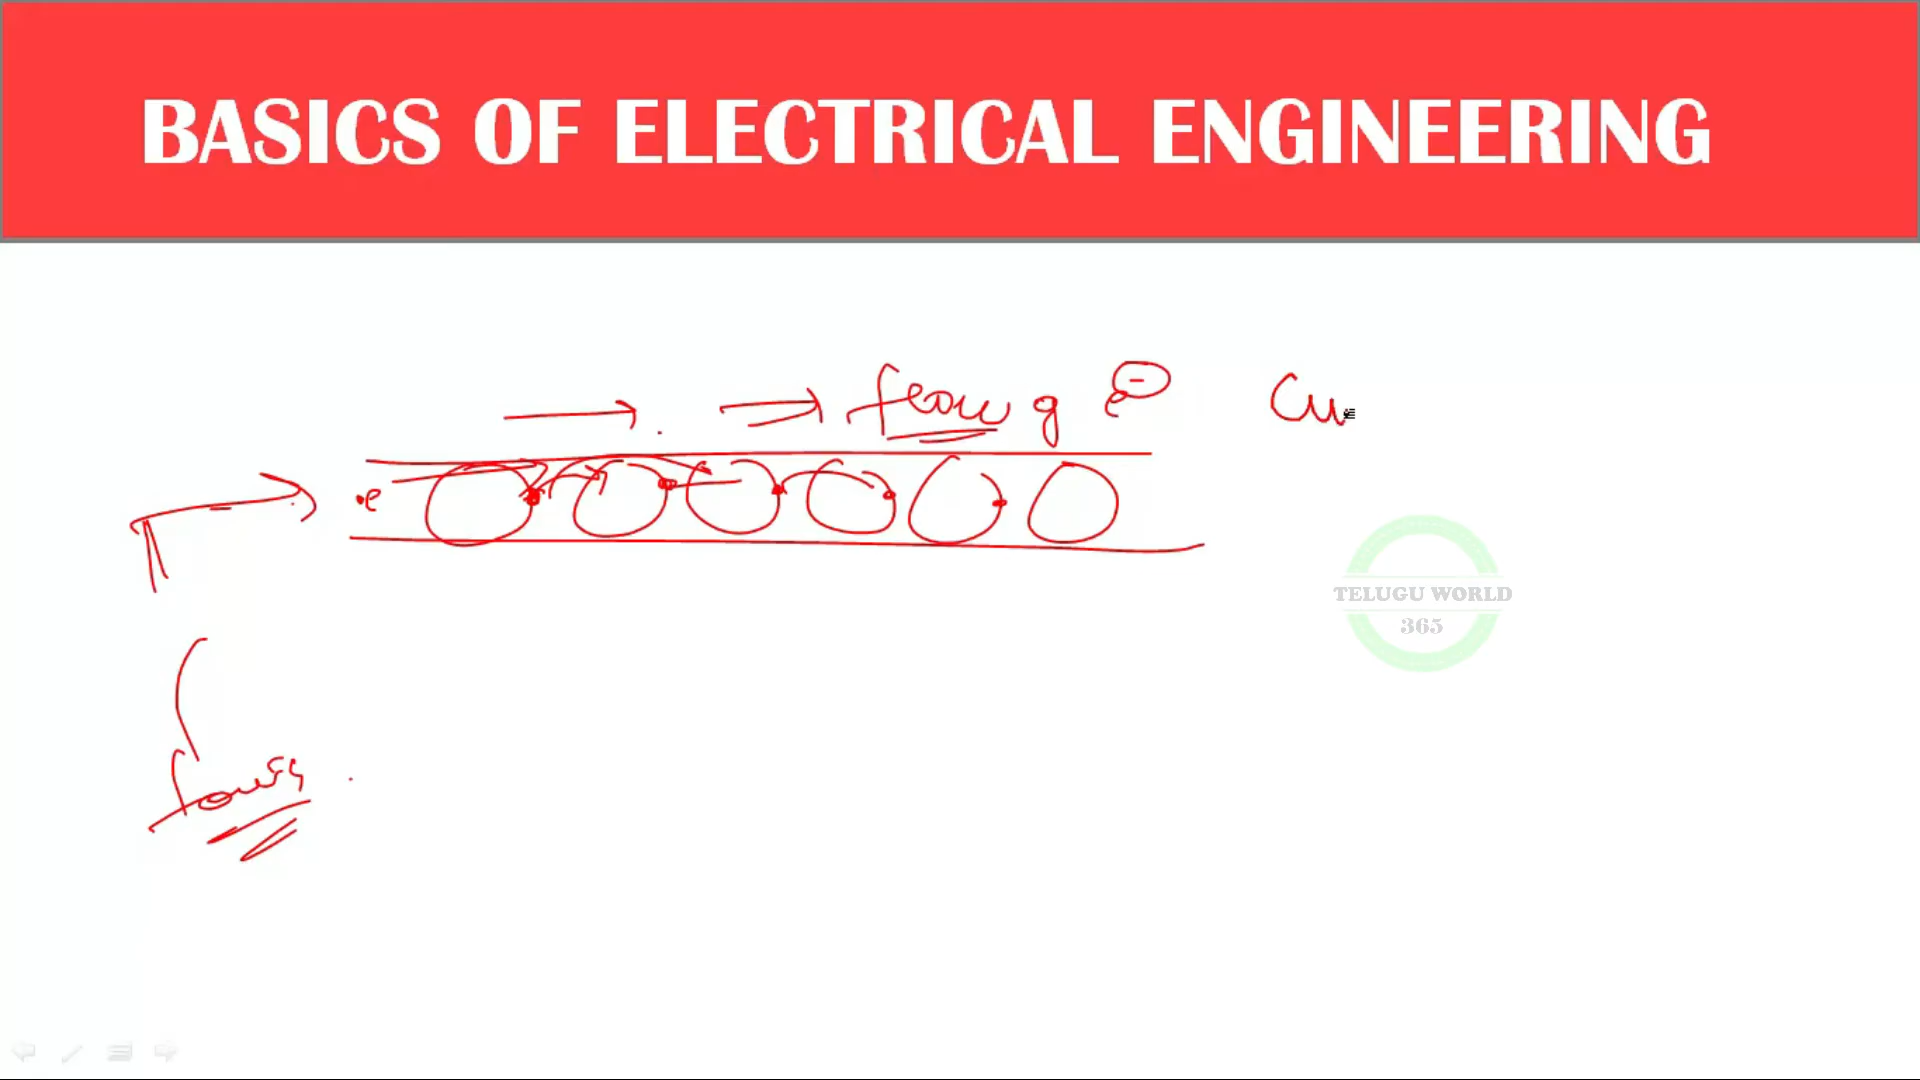 BASICS OF ELECTRICAL ENGINEERING
flow of e⁻ Cu
.e
TELUGU WORLD
365